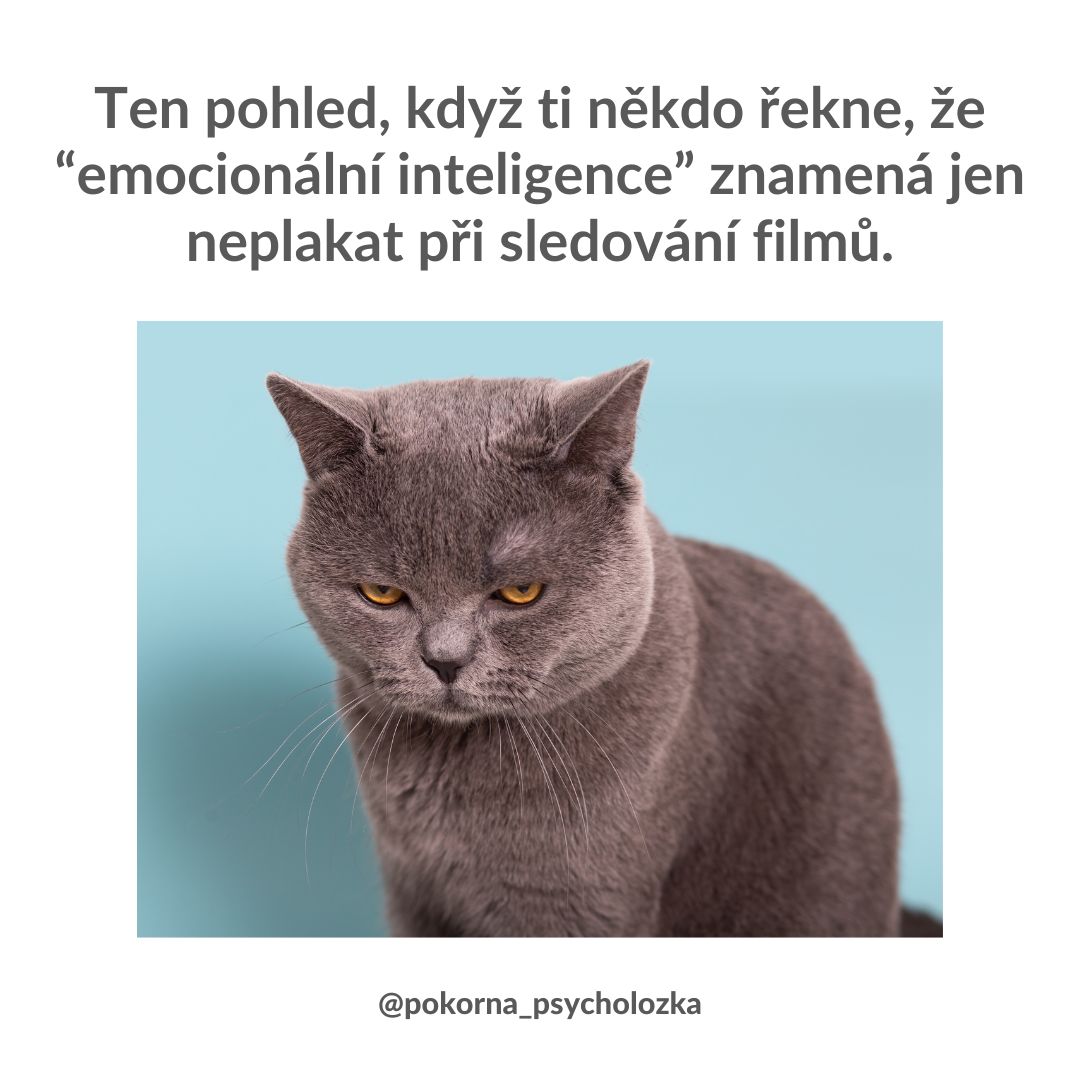 Ten pohled, když ti někdo řekne, že
“emocionální inteligence” znamená jen
neplakat při sledování filmů.
@pokorna_psycholozka